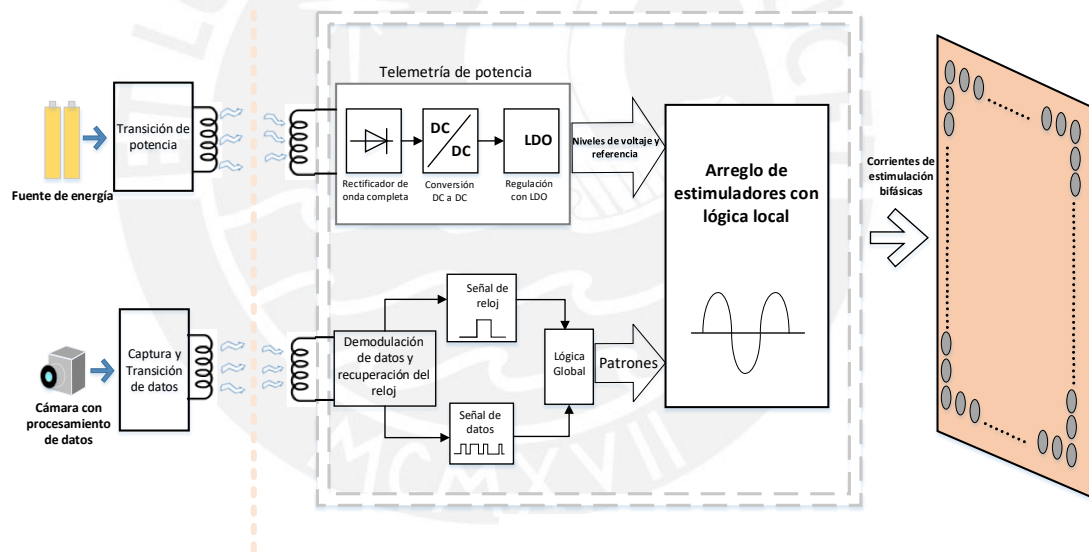 Telemetría de potencia
Transición de
potencia
Fuente de energía
DC
DC
LDO
Rectificador de
onda completa
Conversión
DC a DC
Regulación
con LDO
Niveles de voltaje y
referencia
Arreglo de
estimuladores con
lógica local
Corrientes de
estimulación
bifásicas
Captura y
Transición
de datos
Cámara con
procesamiento
de datos
Demodulación
de datos y
recuperación del
reloj
Señal de
reloj
Señal de
datos
Lógica
Global
Patrones
MCMXVII